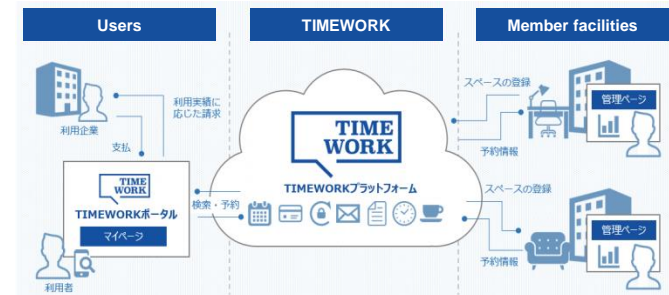 Users
TIMEWORK
Member facilities
利用企業
利用実績に
応じた請求
支払
TIME
WORK
TIMEWORKポータル
マイページ
利用者
検索・予約
TIME
WORK
TIMEWORKプラットフォーム
スペースの登録
予約情報
管理ページ
スペースの登録
予約情報
管理ページ